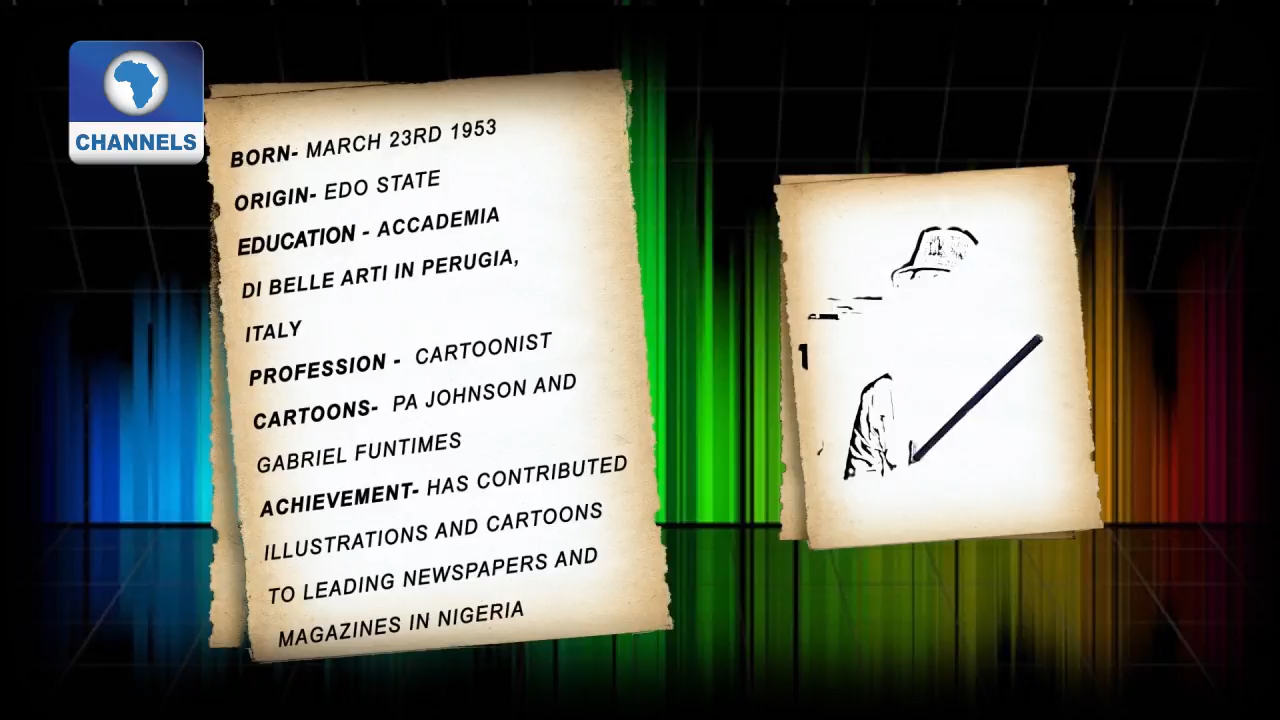 CHANNELS
BORN- MARCH 23RD 1953
ORIGIN- EDO STATE
EDUCATION - ACCADEMIA
DI BELLE ARTI IN PERUGIA,
ITALY
PROFESSION - CARTOONIST
CARTOONS- PA JOHNSON AND
GABRIEL FUNTIMES
ACHIEVEMENT- HAS CONTRIBUTED
ILLUSTRATIONS AND CARTOONS
TO LEADING NEWSPAPERS AND
MAGAZINES IN NIGERIA